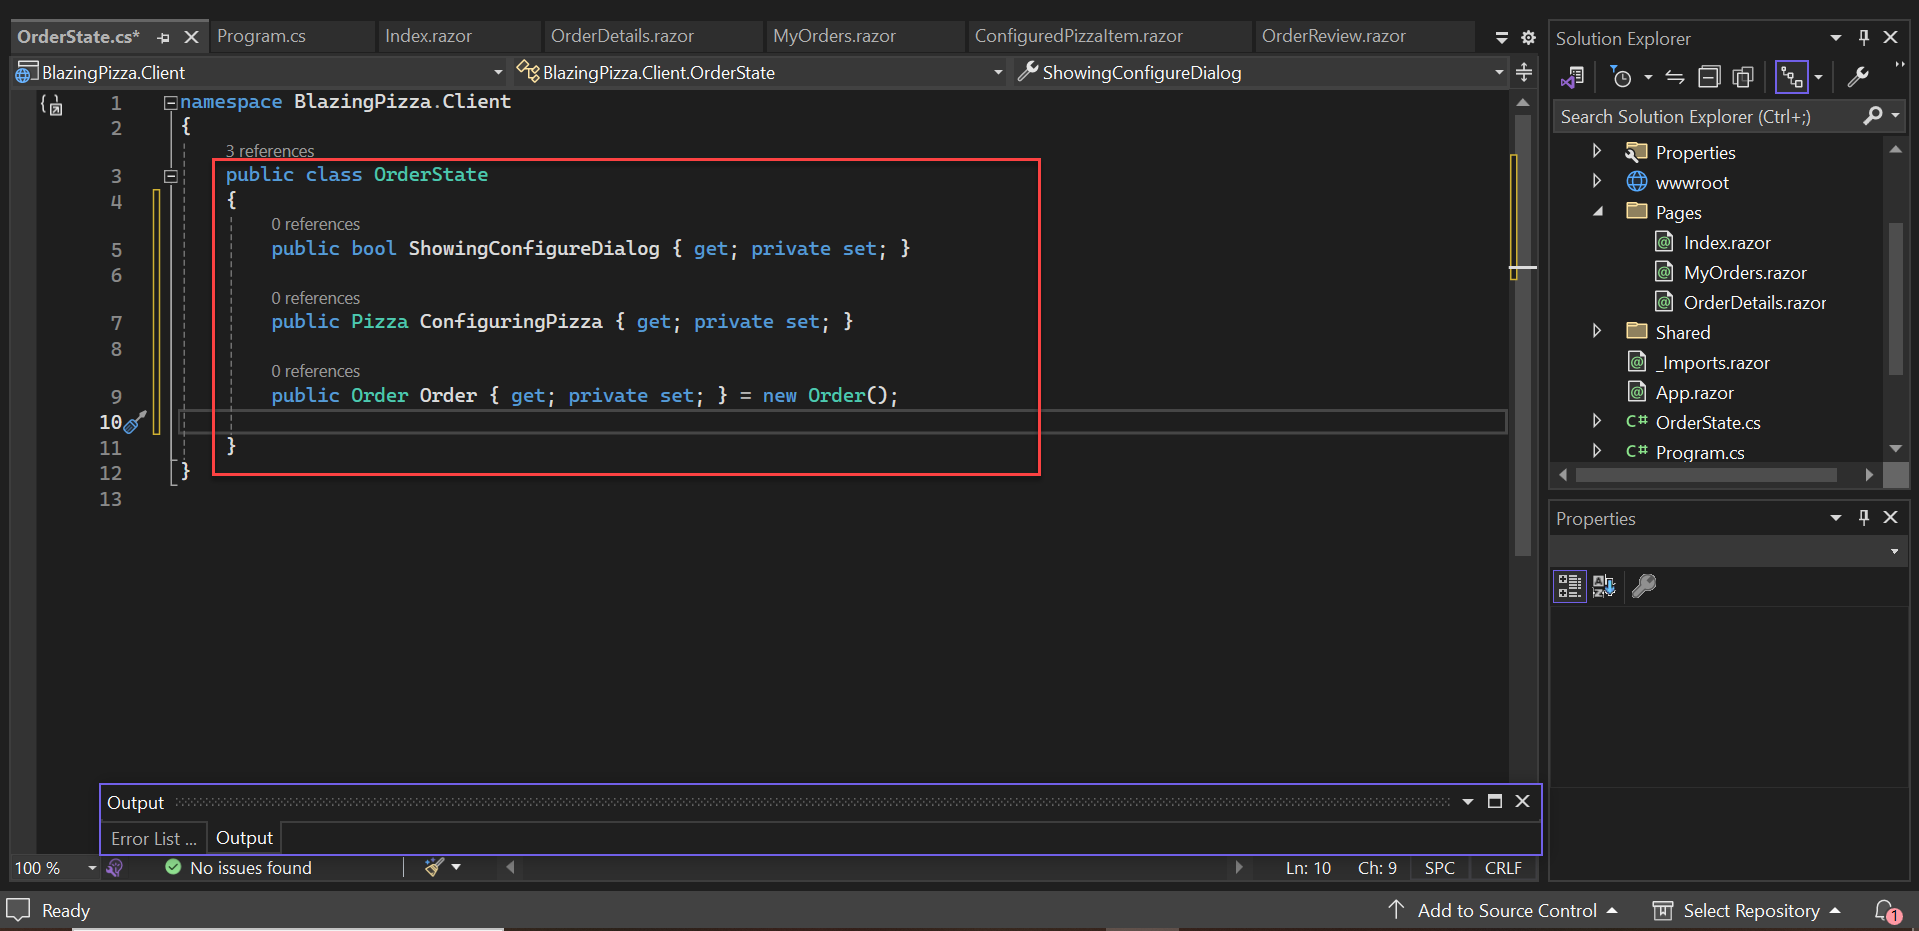 OrderState.cs*
Program.cs
Index.razor
OrderDetails.razor
MyOrders.razor
ConfiguredPizzaItem.razor
OrderReview.razor
BlazingPizza.Client
BlazingPizza.Client.OrderState
ShowingConfigureDialog
1 namespace BlazingPizza.Client
2 {
3 references
3 public class OrderState
4 {
0 references
5 public bool ShowingConfigureDialog { get; private set; }
6
0 references
7 public Pizza ConfiguringPizza { get; private set; }
8
0 references
9 public Order Order { get; private set; } = new Order();
10
11 }
12 }
13
Output
Error List ...
Output
100 %
No issues found
Ln: 10
Ch: 9
SPC
CRLF
Solution Explorer
Search Solution Explorer (Ctrl+;)
Properties
wwwroot
Pages
Index.razor
MyOrders.razor
OrderDetails.razor
Shared
_Imports.razor
App.razor
C# OrderState.cs
C# Program.cs
Properties
Ready
Add to Source Control
Select Repository
1